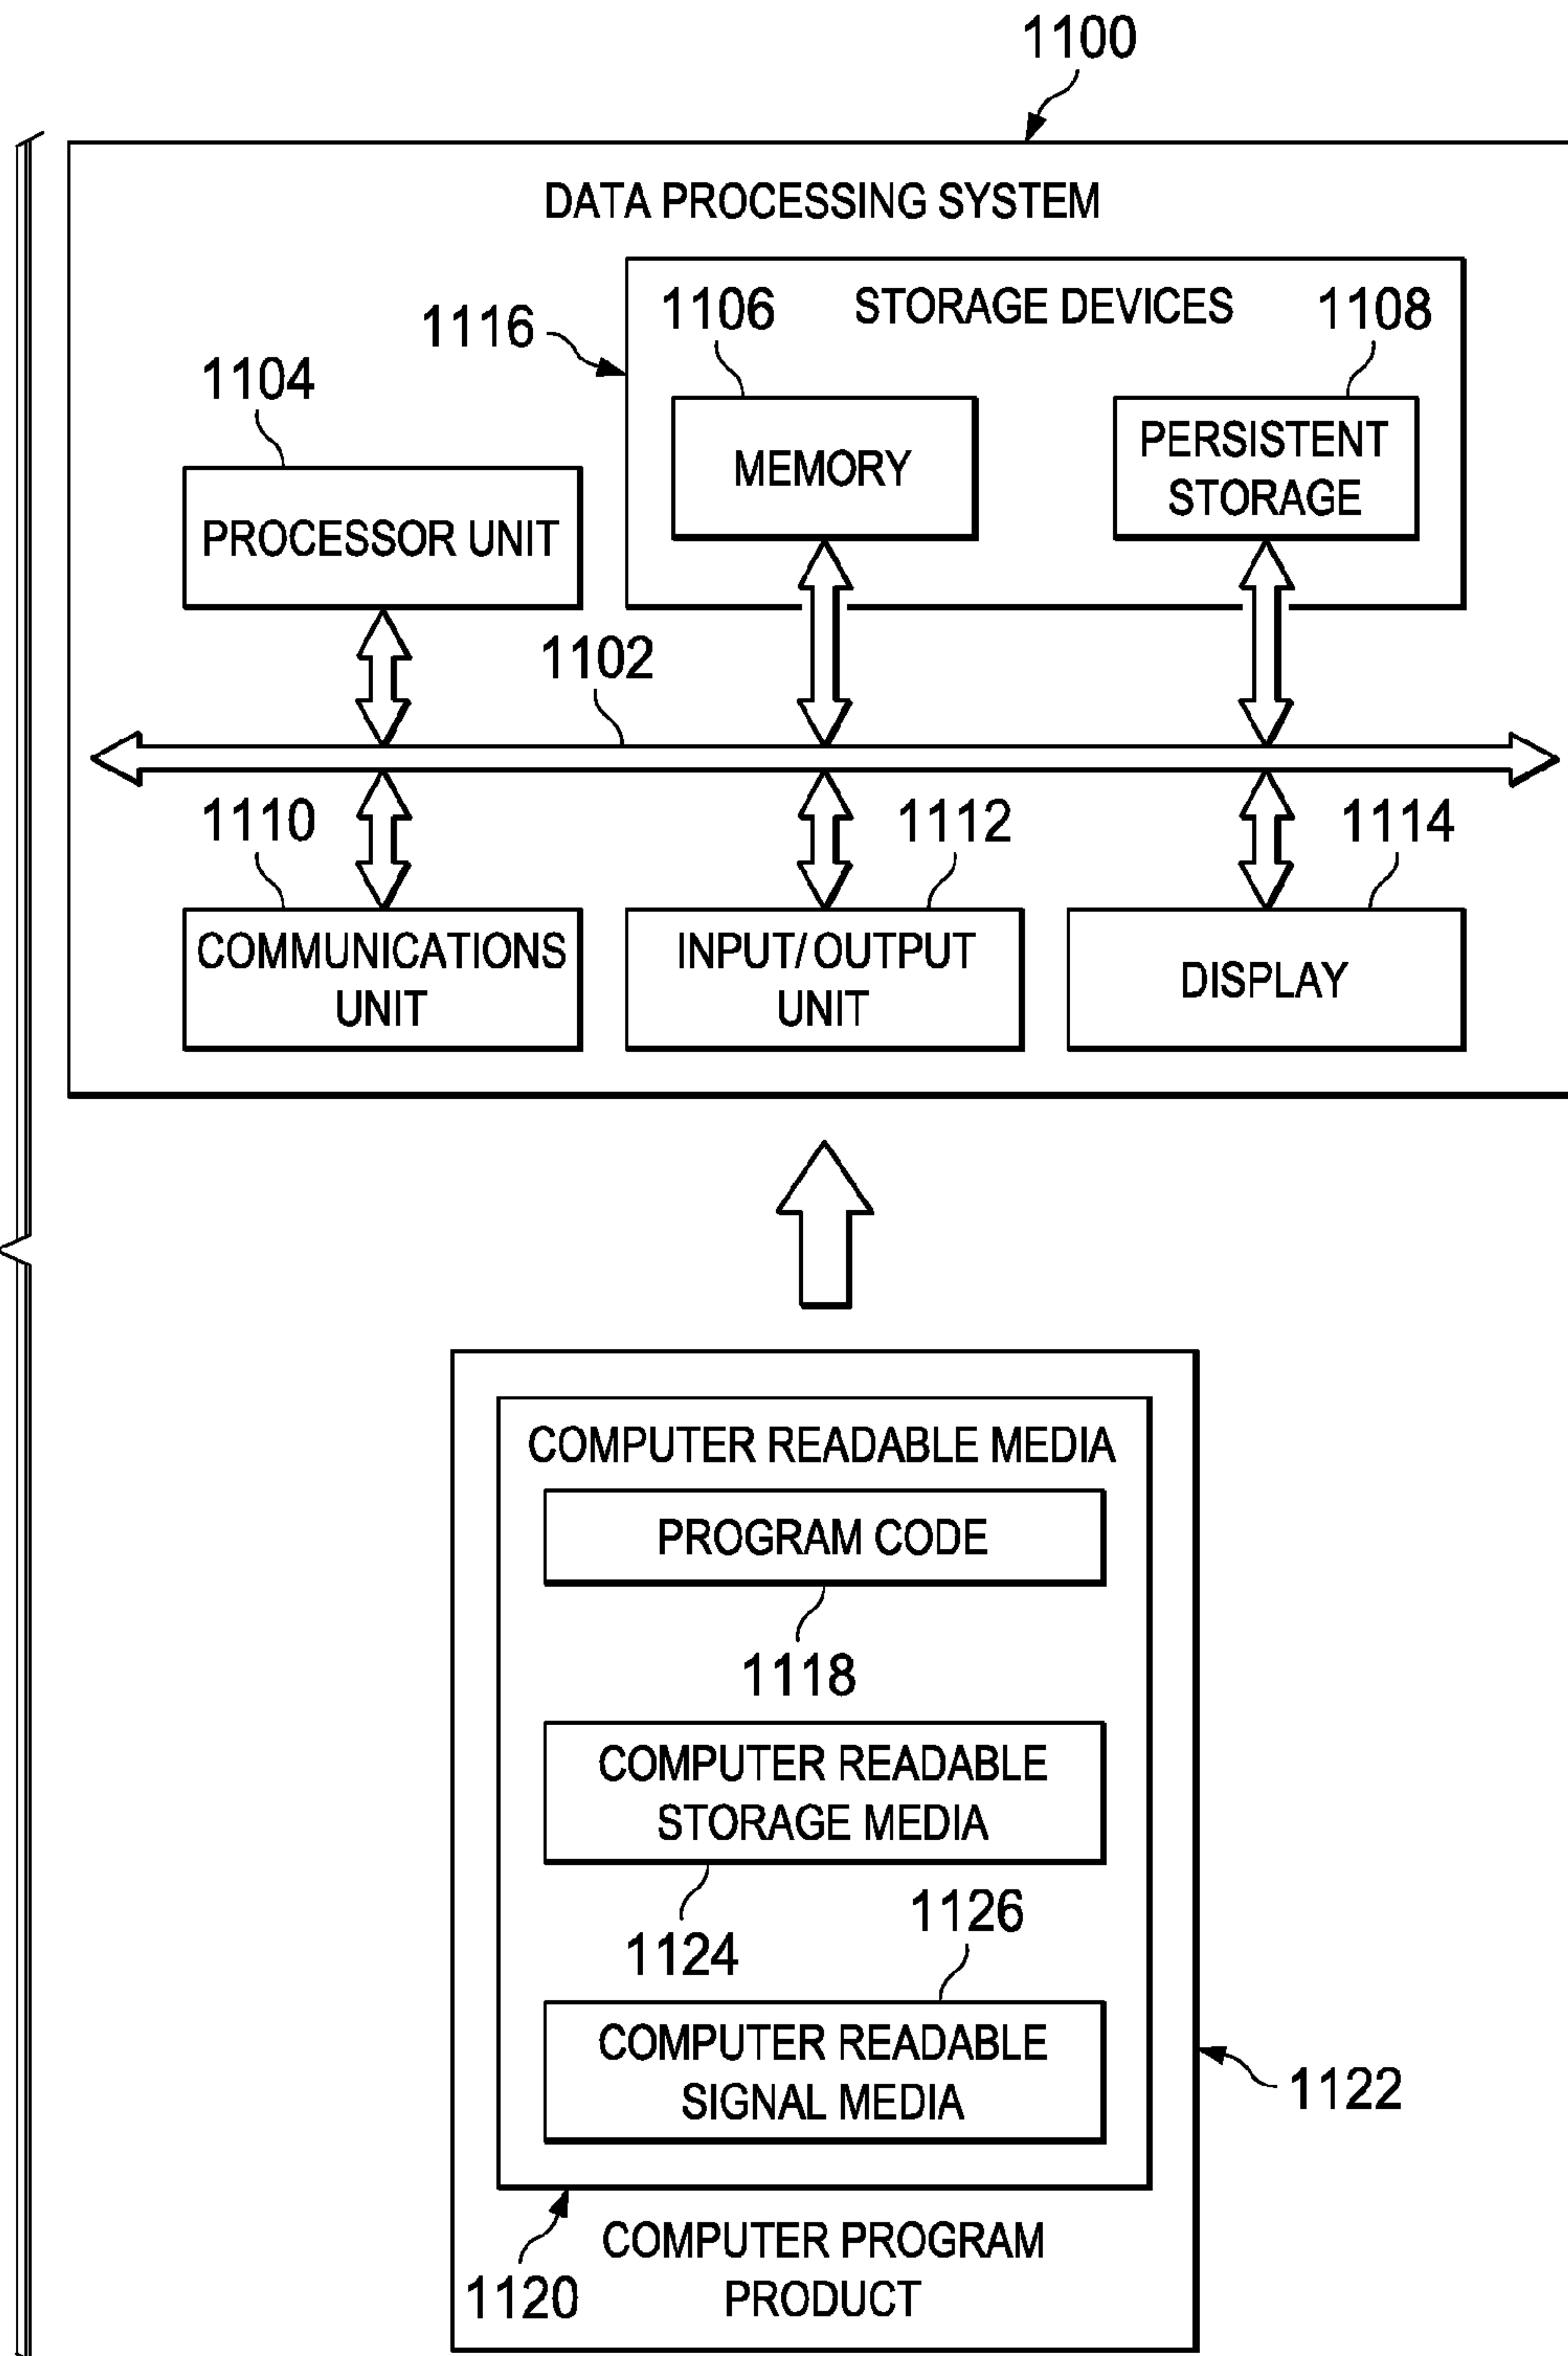 1100
DATA PROCESSING SYSTEM
1116
1106
STORAGE DEVICES
1108
1104
MEMORY
PERSISTENT
STORAGE
PROCESSOR UNIT
1102
1110
1112
1114
COMMUNICATIONS
UNIT
INPUT/OUTPUT
UNIT
DISPLAY
COMPUTER READABLE MEDIA
PROGRAM CODE
1118
COMPUTER READABLE
STORAGE MEDIA
1124
1126
COMPUTER READABLE
SIGNAL MEDIA
1122
1120
COMPUTER PROGRAM
PRODUCT